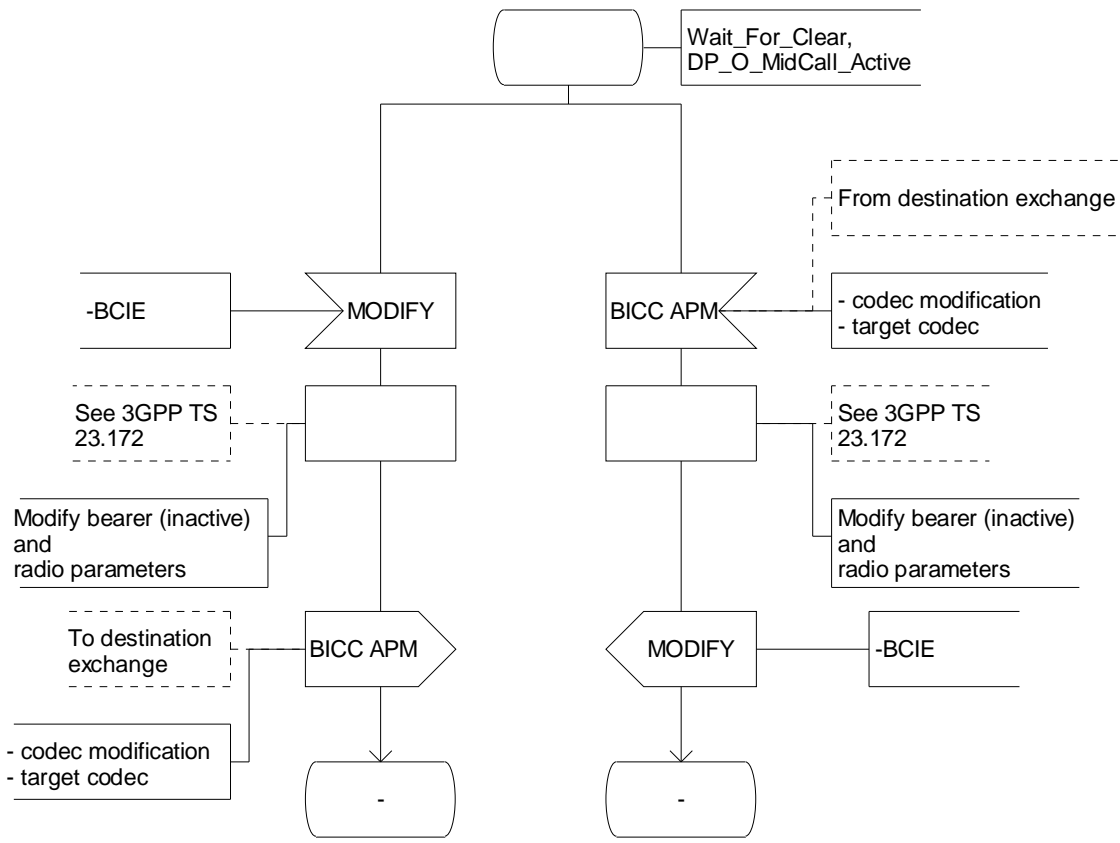 Wait_For_Clear,
DP_O_MidCall_Active
From destination exchange
-BCIE
MODIFY
BICC APM
- codec modification
- target codec
See 3GPP TS
23.172
See 3GPP TS
23.172
Modify bearer (inactive)
and
radio parameters
Modify bearer (inactive)
and
radio parameters
To destination
exchange
BICC APM
MODIFY
-BCIE
- codec modification
- target codec
-
-